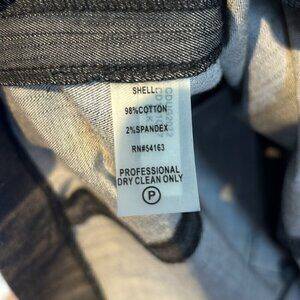 SHELL:
98%COTTON
2%SPANDEX
RN#54163
PROFESSIONAL
DRY CLEAN ONLY
P